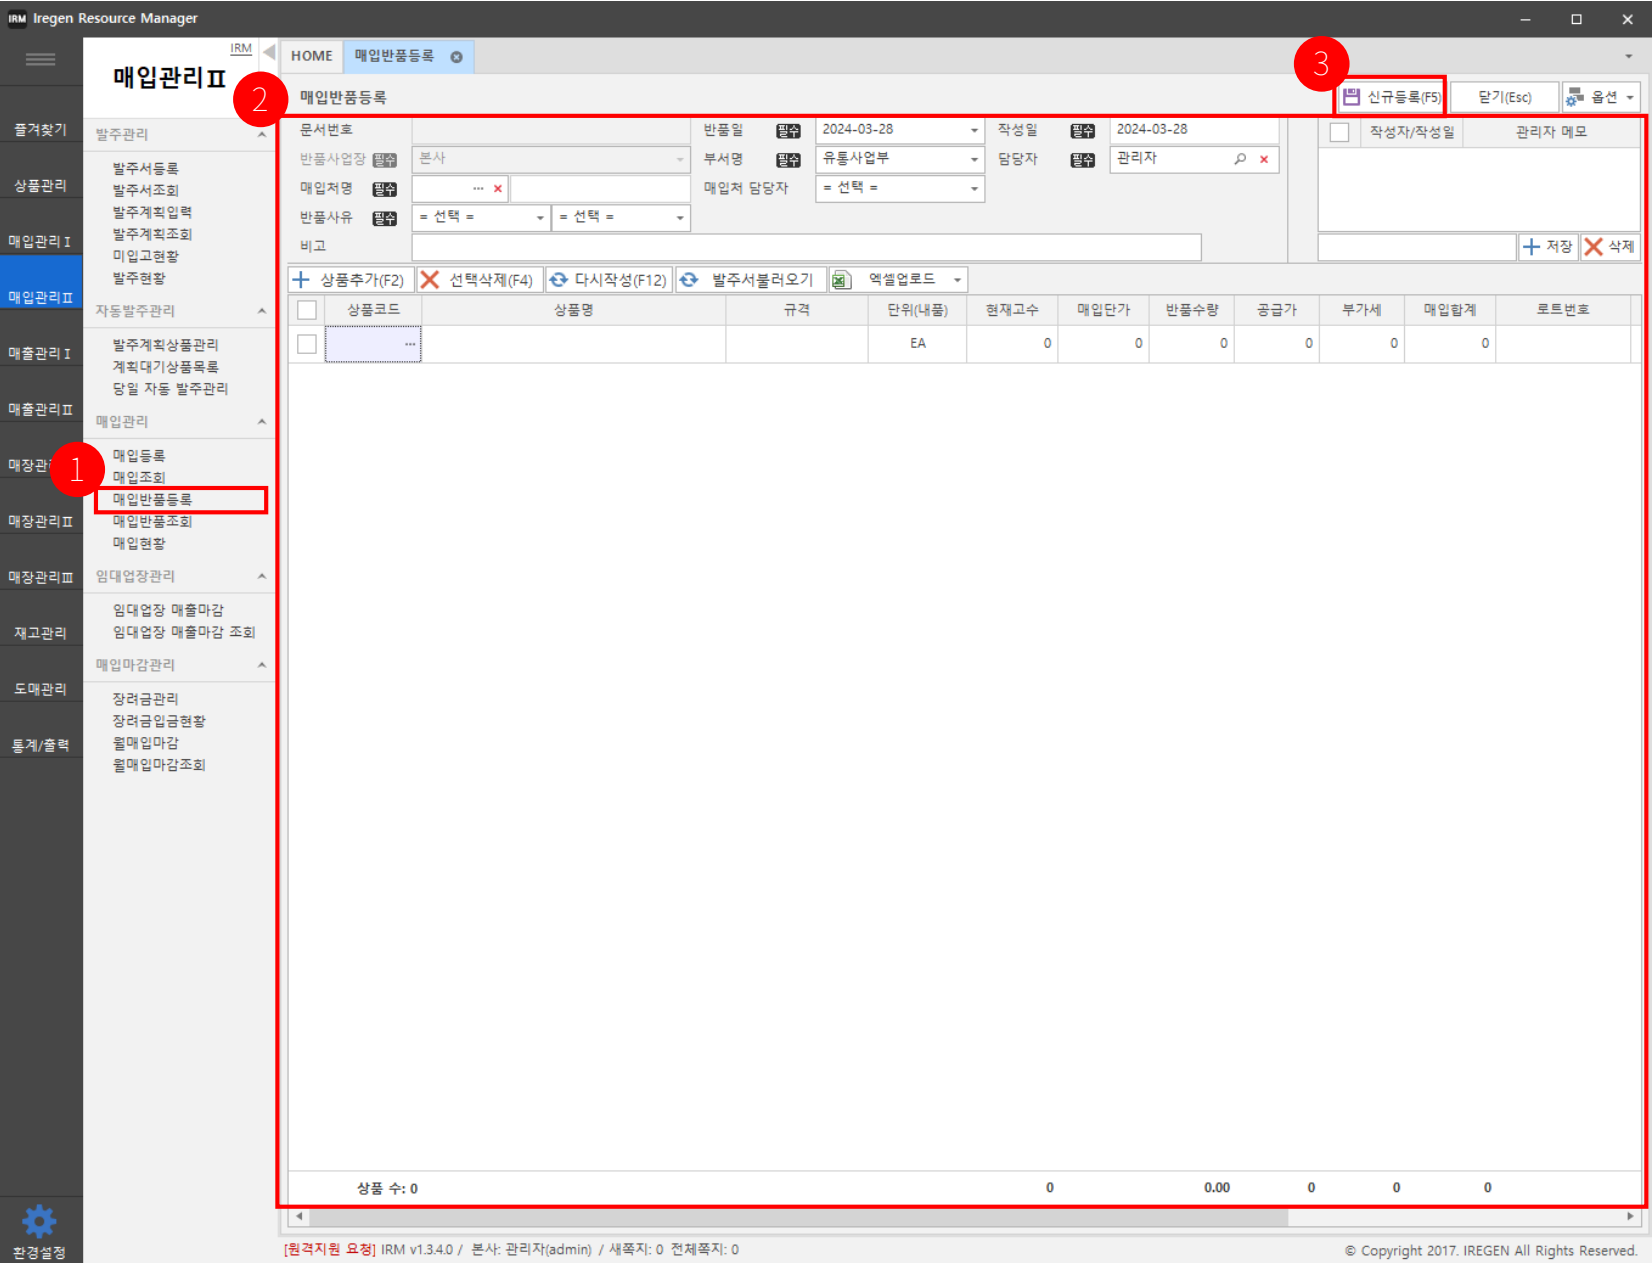 IRM Iregen Resource Manager
IRM
매입관리Ⅱ
즐겨찾기
상품관리
매입관리Ⅰ
매입관리Ⅱ
매출관리Ⅰ
매출관리Ⅱ
매장관
매장관리Ⅱ
매장관리Ⅲ
재고관리
도매관리
통계/출력
환경설정
발주관리
발주서등록
발주서조회
발주계획입력
발주계획조회
미입고현황
발주현황
자동발주관리
발주계획상품관리
계획대기상품목록
당일 자동 발주관리
매입관리
1
매입등록
매입조회
매입반품등록
매입반품조회
매입현황
임대업장관리
임대업장 매출마감
임대업장 매출마감 조회
매입마감관리
장려금관리
장려금입금현황
월매입마감
월매입마감조회
HOME 매입반품등록
2 매입반품등록
3 신규등록(F5) 닫기(Esc) 옵션
문서번호 반품일 필수 2024-03-28 작성일 필수 2024-03-28
반품사업장 필수 본사 부서명 필수 유통사업부 담당자 필수 관리자
매입처명 필수 ... 매입처 담당자 = 선택 =
반품사유 필수 = 선택 = = 선택 =
비고
작성자/작성일 관리자 메모
저장 삭제
상품추가(F2) 선택삭제(F4) 다시작성(F12) 발주서불러오기 엑셀업로드
상품코드 상품명 규격 단위(내품) 현재고수 매입단가 반품수량 공급가 부가세 매입합계 로트번호
... EA 0 0 0 0 0 0
상품 수: 0 0 0.00 0 0 0
[원격지원 요청] IRM v1.3.4.0 / 본사: 관리자(admin) / 새쪽지: 0 전체쪽지: 0
© Copyright 2017. IREGEN All Rights Reserved.